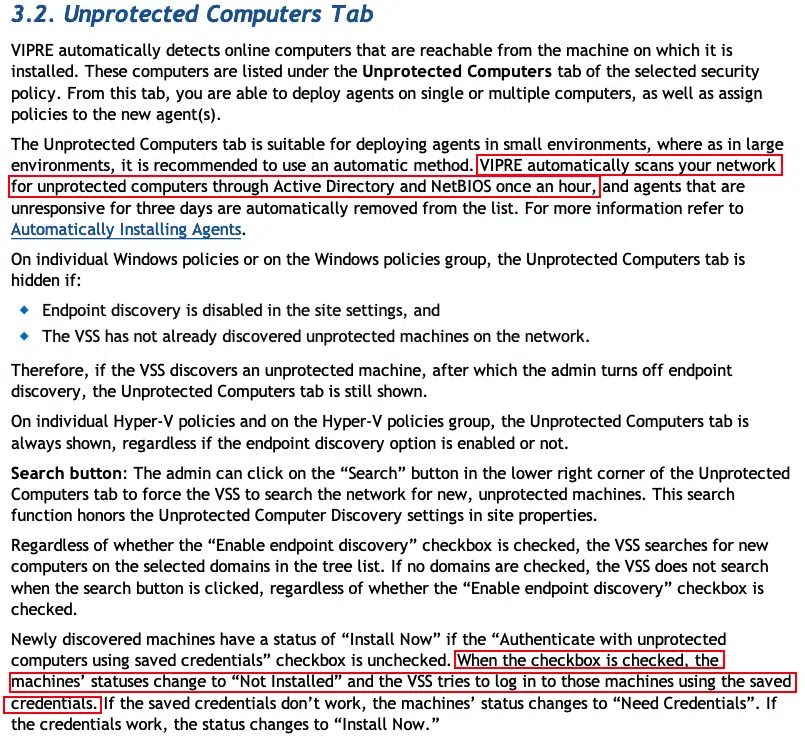 3.2. Unprotected Computers Tab
VIPRE automatically detects online computers that are reachable from the machine on which it is
installed. These computers are listed under the Unprotected Computers tab of the selected security
policy. From this tab, you are able to deploy agents on single or multiple computers, as well as assign
policies to the new agent(s).
The Unprotected Computers tab is suitable for deploying agents in small environments, where as in large
environments, it is recommended to use an automatic method. VIPRE automatically scans your network
for unprotected computers through Active Directory and NetBIOS once an hour, and agents that are
unresponsive for three days are automatically removed from the list. For more information refer to
Automatically Installing Agents.
On individual Windows policies or on the Windows policies group, the Unprotected Computers tab is
hidden if:
◆ Endpoint discovery is disabled in the site settings, and
◆ The VSS has not already discovered unprotected machines on the network.
Therefore, if the VSS discovers an unprotected machine, after which the admin turns off endpoint
discovery, the Unprotected Computers tab is still shown.
On individual Hyper-V policies and on the Hyper-V policies group, the Unprotected Computers tab is
always shown, regardless if the endpoint discovery option is enabled or not.
Search button: The admin can click on the “Search” button in the lower right corner of the Unprotected
Computers tab to force the VSS to search the network for new, unprotected machines. This search
function honors the Unprotected Computer Discovery settings in site properties.
Regardless of whether the “Enable endpoint discovery” checkbox is checked, the VSS searches for new
computers on the selected domains in the tree list. If no domains are checked, the VSS does not search
when the search button is clicked, regardless of whether the “Enable endpoint discovery” checkbox is
checked.
Newly discovered machines have a status of “Install Now” if the “Authenticate with unprotected
computers using saved credentials” checkbox is unchecked. When the checkbox is checked, the
machines’ statuses change to “Not Installed” and the VSS tries to log in to those machines using the saved
credentials. If the saved credentials don’t work, the machines’ status changes to “Need Credentials”. If
the credentials work, the status changes to “Install Now.”